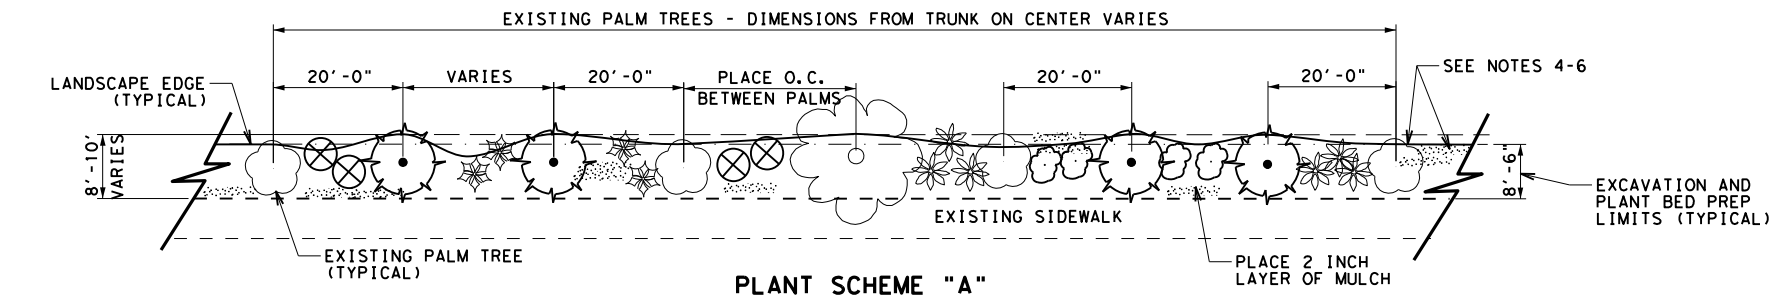 EXISTING PALM TREES - DIMENSIONS FROM TRUNK ON CENTER VARIES
20'-0"
VARIES
20'-0"
PLACE O.C.
BETWEEN PALMS
20'-0"
20'-0"
SEE NOTES 4-6
LANDSCAPE EDGE
(TYPICAL)
8'-10'
VARIES
8'-6"
EXCAVATION AND
PLANT BED PREP
LIMITS (TYPICAL)
EXISTING SIDEWALK
EXISTING PALM TREE
(TYPICAL)
PLACE 2 INCH
LAYER OF MULCH
PLANT SCHEME "A"